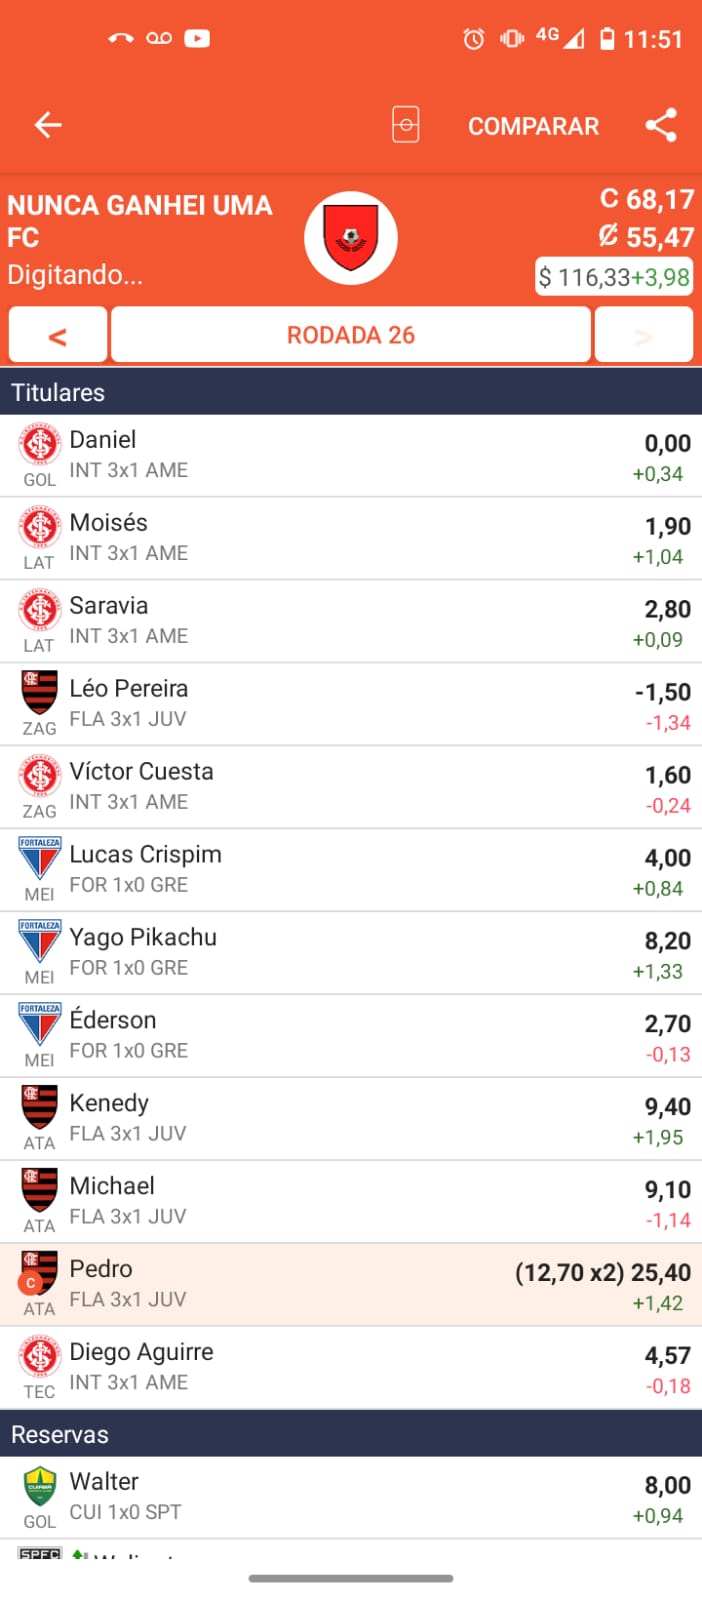 4G 11:51
COMPARAR
NUNCA GANHEI UMA
FC
Digitando...
C 68,17
₡ 55,47
$ 116,33+3,98
< RODADA 26 >
Titulares
Daniel 0,00
GOL INT 3x1 AME +0,34
Moisés 1,90
LAT INT 3x1 AME +1,04
Saravia 2,80
LAT INT 3x1 AME +0,09
Léo Pereira -1,50
ZAG FLA 3x1 JUV -1,34
Víctor Cuesta 1,60
ZAG INT 3x1 AME -0,24
FORTALEZA
Lucas Crispim 4,00
MEI FOR 1x0 GRE +0,84
FORTALEZA
Yago Pikachu 8,20
MEI FOR 1x0 GRE +1,33
FORTALEZA
Éderson 2,70
MEI FOR 1x0 GRE -0,13
Kenedy 9,40
ATA FLA 3x1 JUV +1,95
Michael 9,10
ATA FLA 3x1 JUV -1,14
Pedro (12,70 x2) 25,40
C
ATA FLA 3x1 JUV +1,42
Diego Aguirre 4,57
TEC INT 3x1 AME -0,18
Reservas
Walter 8,00
CUIABÁ
GOL CUI 1x0 SPT +0,94
SPFC